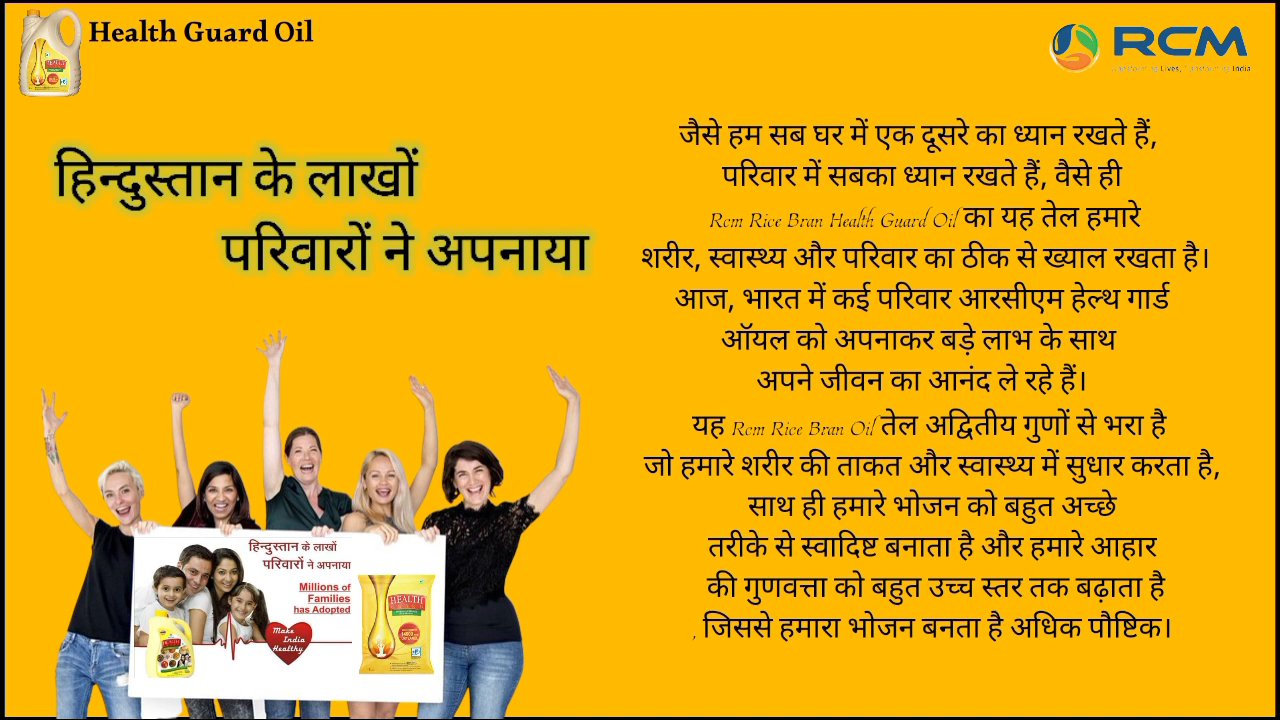 Health Guard Oil
RCM
Lives,
India
हिन्दुस्तान के लाखों
परिवारों ने अपनाया
जैसे हम सब घर में एक दूसरे का ध्यान रखते हैं,
परिवार में सबका ध्यान रखते हैं, वैसे ही
Rcm Rice Bran Health Guard Oil का यह तेल हमारे
शरीर, स्वास्थ्य और परिवार का ठीक से ख्याल रखता है।
आज, भारत में कई परिवार आरसीएम हेल्थ गार्ड
ऑयल को अपनाकर बड़े लाभ के साथ
अपने जीवन का आनंद ले रहे हैं।
यह Rcm Rice Bran Oil तेल अद्वितीय गुणों से भरा है
जो हमारे शरीर की ताकत और स्वास्थ्य में सुधार करता है,
साथ ही हमारे भोजन को बहुत अच्छे
तरीके से स्वादिष्ट बनाता है और हमारे आहार
की गुणवत्ता को बहुत उच्च स्तर तक बढ़ाता है
, जिससे हमारा भोजन बनता है अधिक पौष्टिक।
हिन्दुस्तान के लाखों
परिवारों ने अपनाया
Millions of
Families
has Adopted
Make
India
Healthy
HEALTH